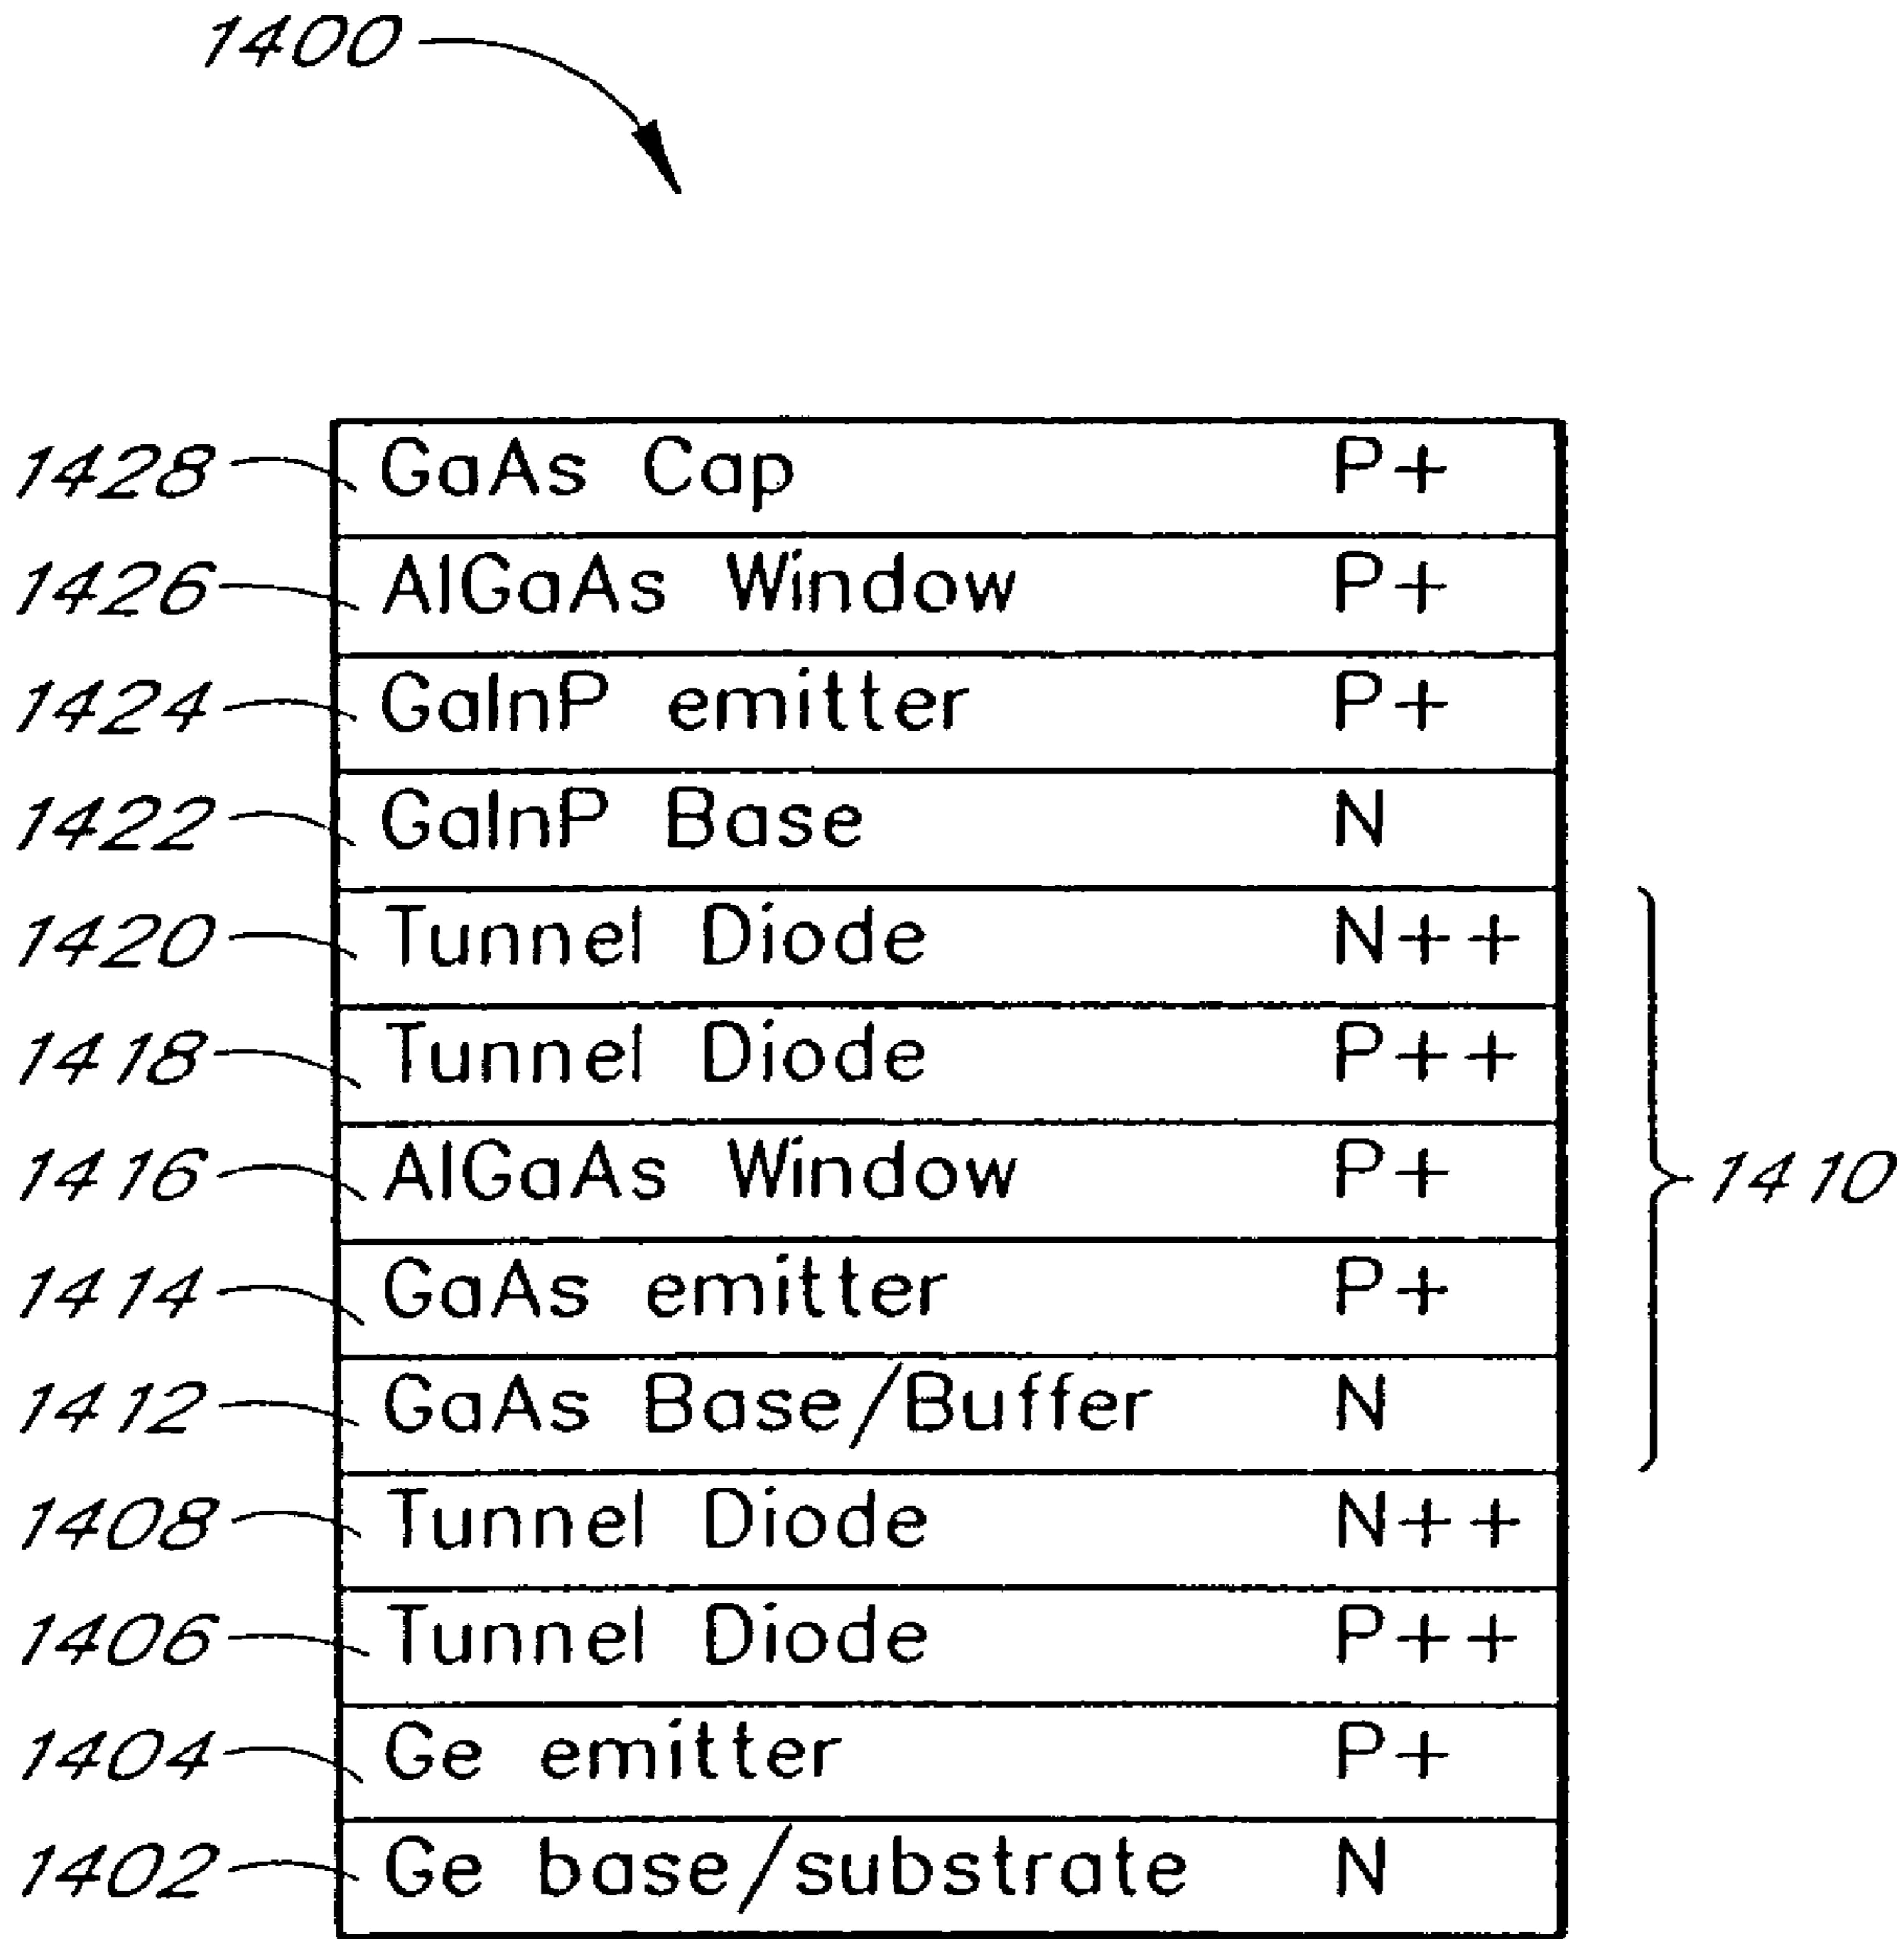 1400
1428 GaAs Cap P+
1426 AlGaAs Window P+
1424 GaInP emitter P+
1422 GaInP Base N
1420 Tunnel Diode N++
1418 Tunnel Diode P++
1416 AlGaAs Window P+
1410
1414 GaAs emitter P+
1412 GaAs Base/Buffer N
1408 Tunnel Diode N++
1406 Tunnel Diode P++
1404 Ge emitter P+
1402 Ge base/substrate N